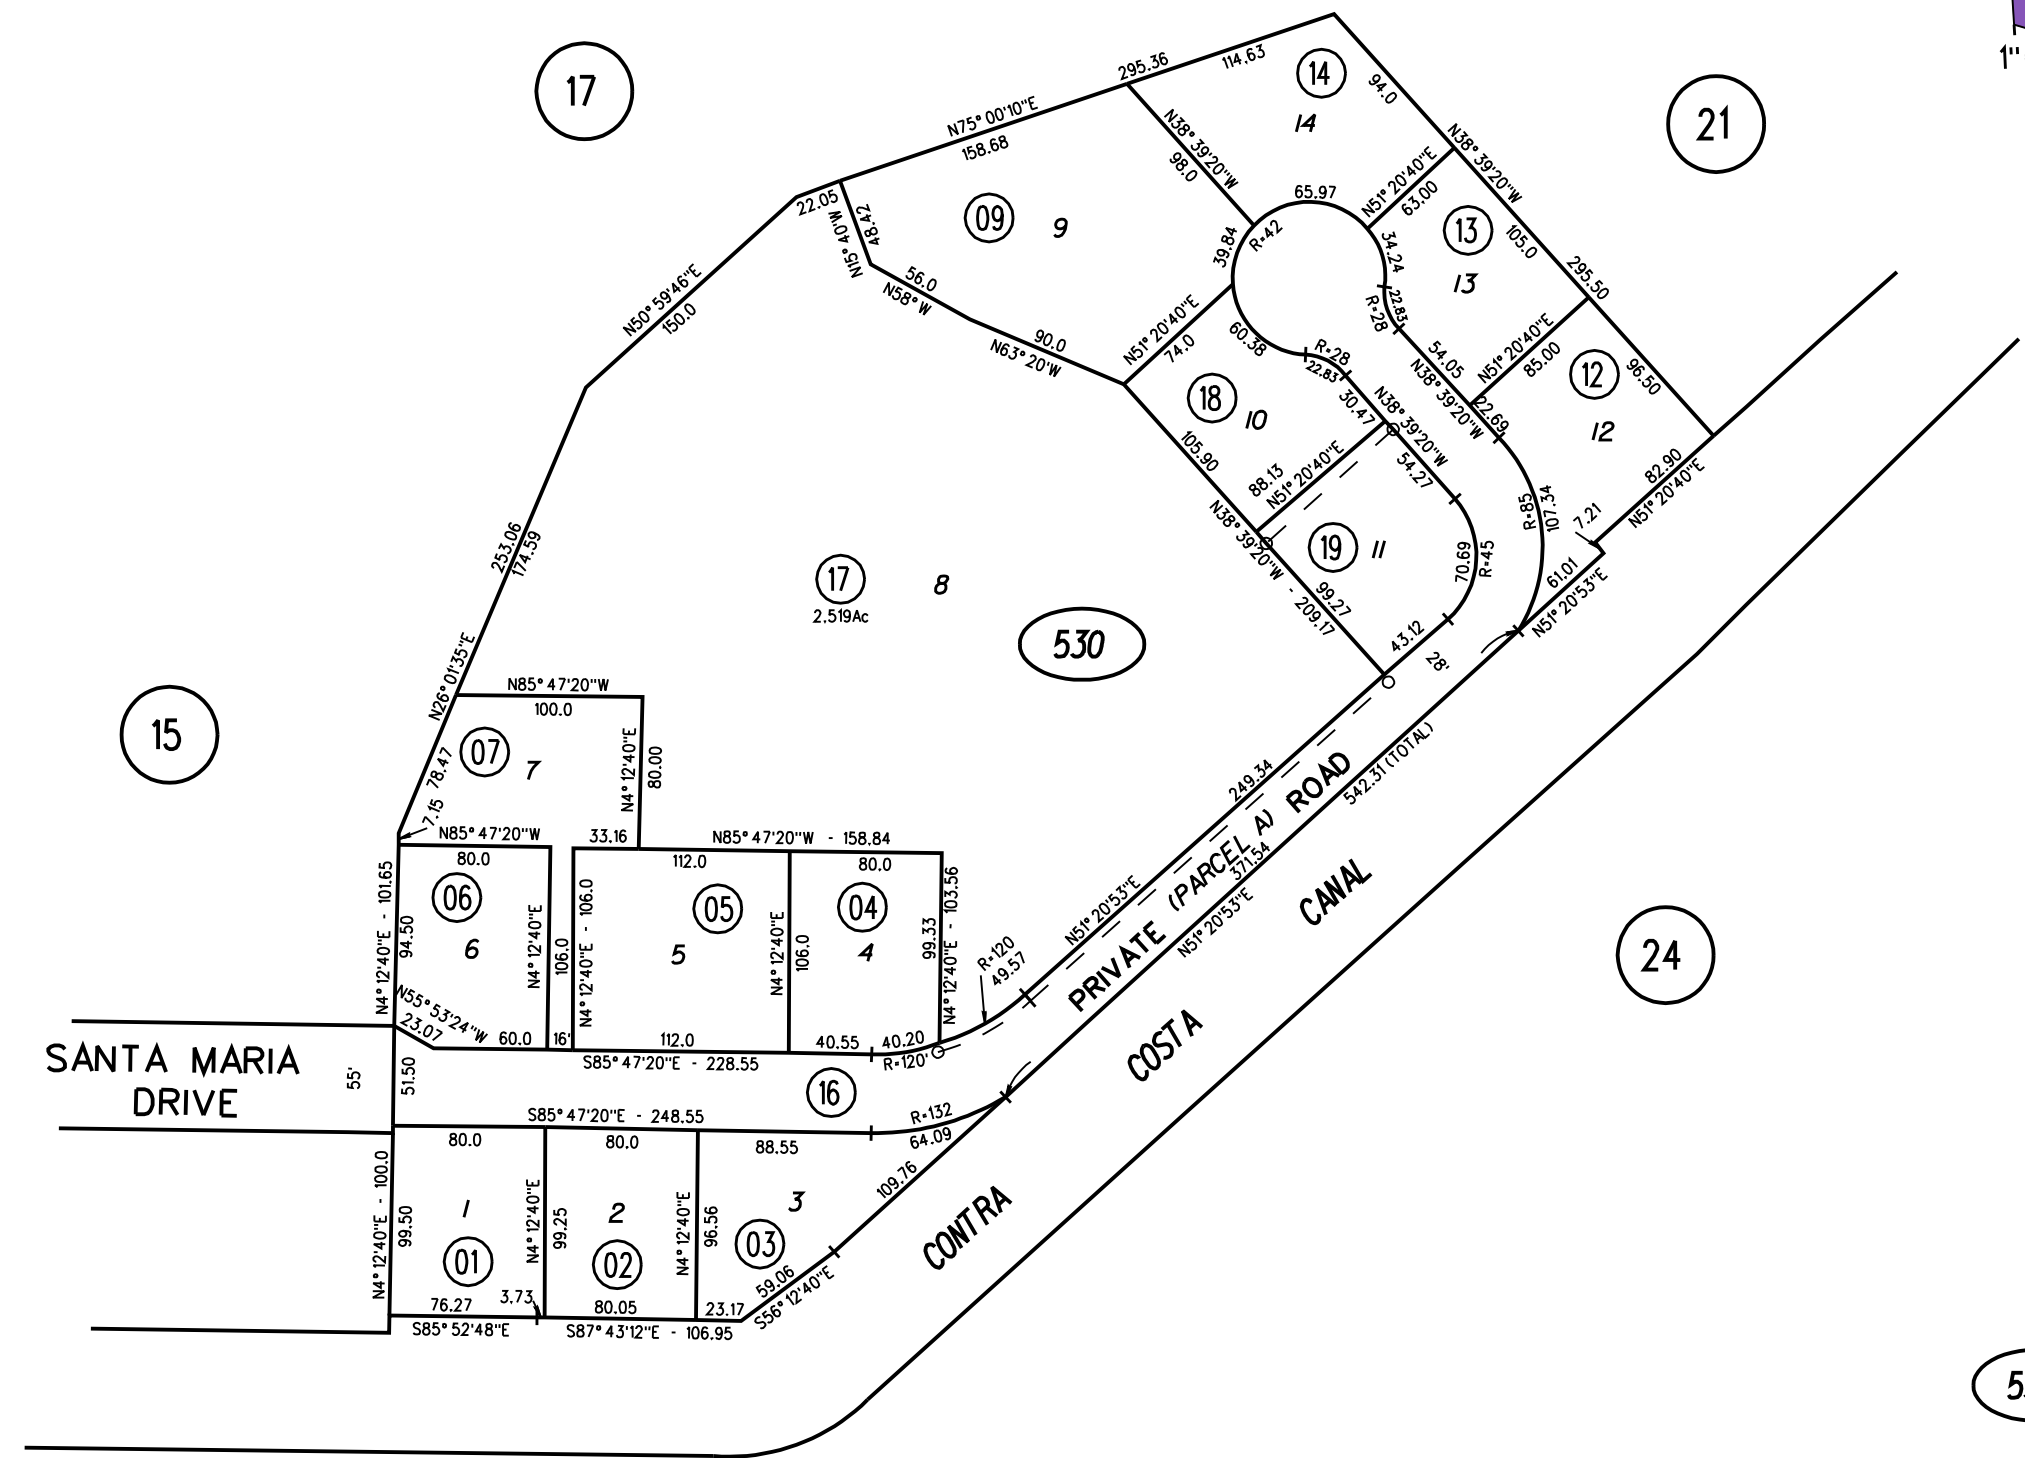 17
21
1"
295.36
114.63
14
14
94.0
N75° 00'10"E
158.68
N38° 39'20"W
98.0
N38° 39'20"W
N51° 20'40"E
63.00
65.97
22.05
48.42
N15° 40'W
09
9
39.84
R=42
34.24
13
13
105.0
295.50
56.0
N58° W
N50° 59'46"E
150.0
22.83
R=28
90.0
N63° 20'W
N51° 20'40"E
74.0
60.38
R=28
22.83
54.05
N38° 39'20"W
N51° 20'40"E
85.00
12
12
96.50
18
10
30.47
N38° 39'20"W
22.69
105.90
88.13
N51° 20'40"E
54.27
82.90
N51° 20'40"E
253.06
174.59
R=85
107.34
7.21
N38° 39'20"W - 209.17
19
11
70.69
R=45
61.01
N51° 20'53"E
17
8
2.519Ac
99.27
530
43.12
28'
N26° 01'35"E
N85° 47'20"W
100.0
15
07
7
78.47
N4° 12'40"E
80.00
249.34
PRIVATE (PARCEL A) ROAD
542.31 (TOTAL)
371.54
N51° 20'53"E
N51° 20'53"E
7.15
N85° 47'20"W
33.16
N85° 47'20"W - 158.84
80.0
112.0
80.0
N4° 12'40"E - 101.65
94.50
06
6
N4° 12'40"E
106.0
N4° 12'40"E - 106.0
05
5
N4° 12'40"E
106.0
04
4
99.33
N4° 12'40"E - 103.56
R=120
49.57
24
CONTRA COSTA CANAL
N55° 53'24"W
23.07
60.0
16'
112.0
40.55
40.20
R=120'
S85° 47'20"E - 228.55
SANTA MARIA
DRIVE
55'
51.50
16
S85° 47'20"E - 248.55
R=132
64.09
80.0
80.0
88.55
109.76
N4° 12'40"E - 100.0
99.50
1
01
N4° 12'40"E
99.25
2
02
N4° 12'40"E
96.56
3
03
59.06
S56° 12'40"E
76.27
3.73
80.05
23.17
S85° 52'48"E
S87° 43'12"E - 106.95
5